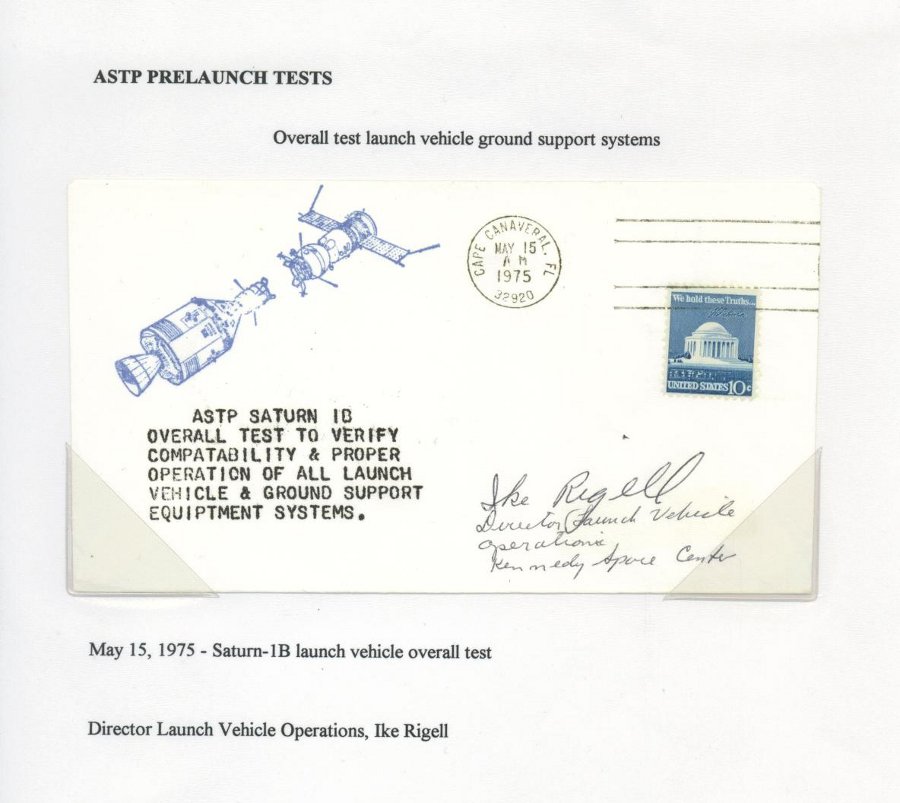 ASTP PRELAUNCH TESTS
Overall test launch vehicle ground support systems
CAPE CANAVERAL, FL
MAY 15
AM
1975
32920
We hold these Truths...
UNITED STATES 10c
ASTP SATURN IB
OVERALL TEST TO VERIFY
COMPATABILITY & PROPER
OPERATION OF ALL LAUNCH
VEHICLE & GROUND SUPPORT
EQUIPTMENT SYSTEMS.
Ike Rigell
Director Launch Vehicle
operations
Kennedy Space Center
May 15, 1975 - Saturn-1B launch vehicle overall test
Director Launch Vehicle Operations, Ike Rigell